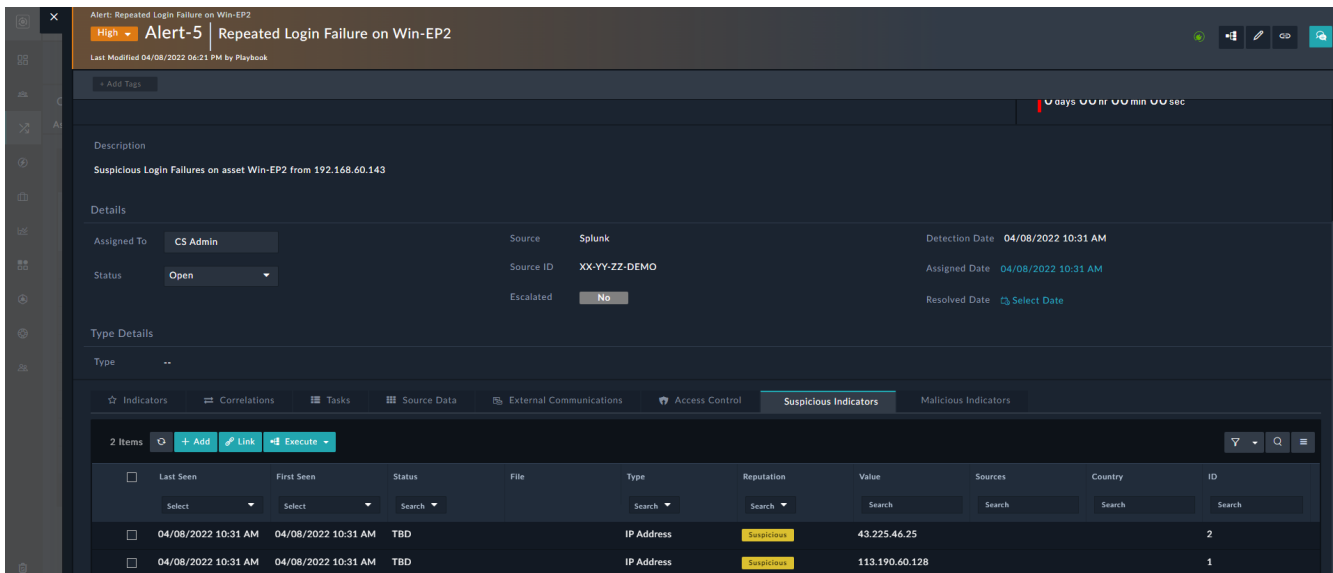 Alert: Repeated Login Failure on Win-EP2
High Alert-5 Repeated Login Failure on Win-EP2
Last Modified 04/08/2022 06:21 PM by Playbook
+ Add Tags
0 days 00 hr 00 min 00 sec
Description
Suspicious Login Failures on asset Win-EP2 from 192.168.60.143
Details
Assigned To CS Admin Source Splunk Detection Date 04/08/2022 10:31 AM
Status Open Source ID XX-YY-ZZ-DEMO Assigned Date 04/08/2022 10:31 AM
Escalated No Resolved Date Select Date
Type Details
Type --
Indicators Correlations Tasks Source Data External Communications Access Control Suspicious Indicators Malicious Indicators
2 Items + Add Link Execute
Last Seen First Seen Status File Type Reputation Value Sources Country ID
Select Select Search Search Search Search Search Search Search
04/08/2022 10:31 AM 04/08/2022 10:31 AM TBD IP Address Suspicious 43.225.46.25 2
04/08/2022 10:31 AM 04/08/2022 10:31 AM TBD IP Address Suspicious 113.190.60.128 1